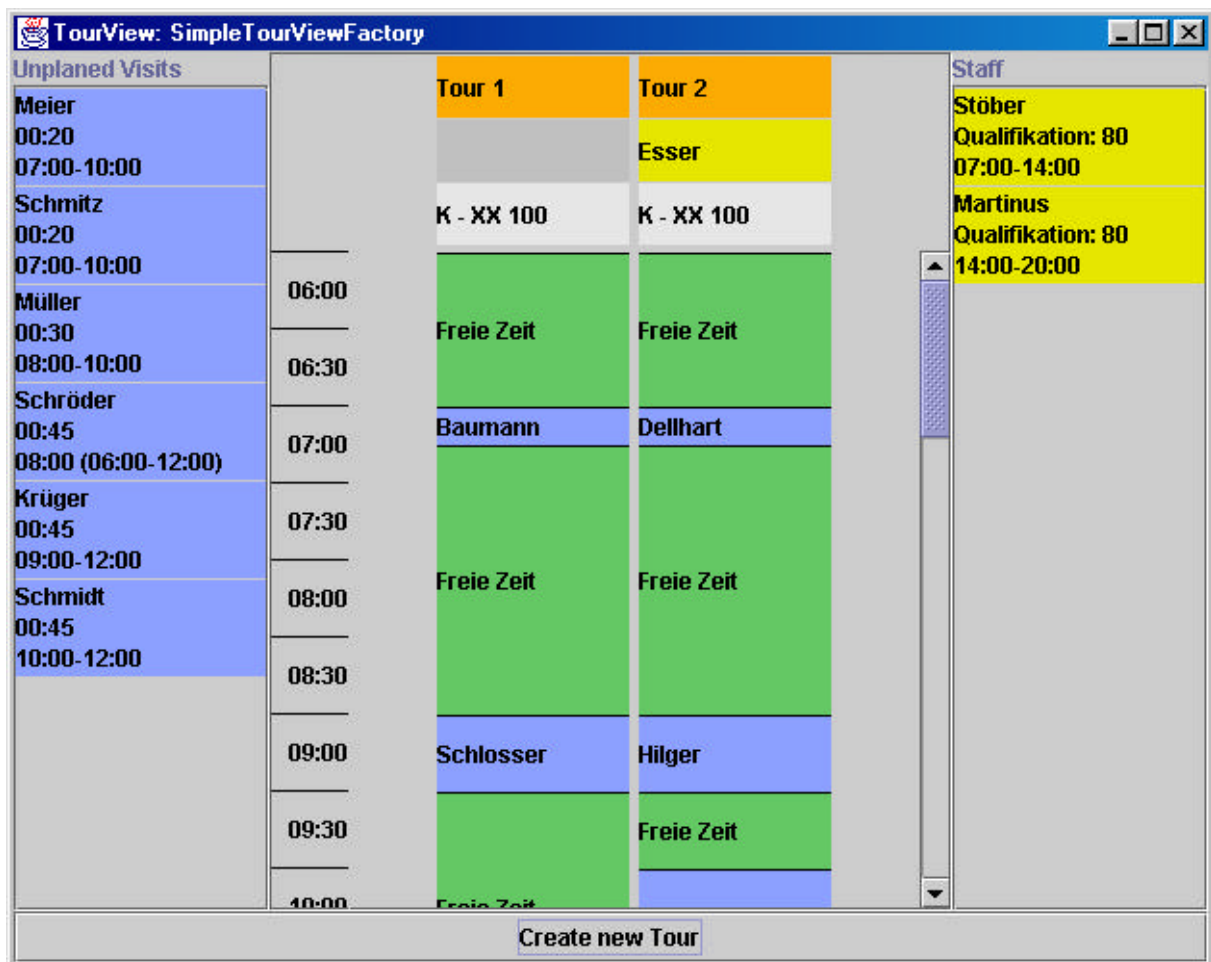 TourView: SimpleTourViewFactory
Unplaned Visits
Meier
00:20
07:00-10:00
Schmitz
00:20
07:00-10:00
Müller
00:30
08:00-10:00
Schröder
00:45
08:00 (06:00-12:00)
Krüger
00:45
09:00-12:00
Schmidt
00:45
10:00-12:00
Tour 1
Tour 2
Esser
K - XX 100
K - XX 100
06:00
Freie Zeit
Freie Zeit
06:30
Baumann
Dellhart
07:00
07:30
Freie Zeit
Freie Zeit
08:00
08:30
09:00
Schlosser
Hilger
09:30
Freie Zeit
10:00
Freie Zeit
Staff
Stöber
Qualifikation: 80
07:00-14:00
Martinus
Qualifikation: 80
14:00-20:00
Create new Tour